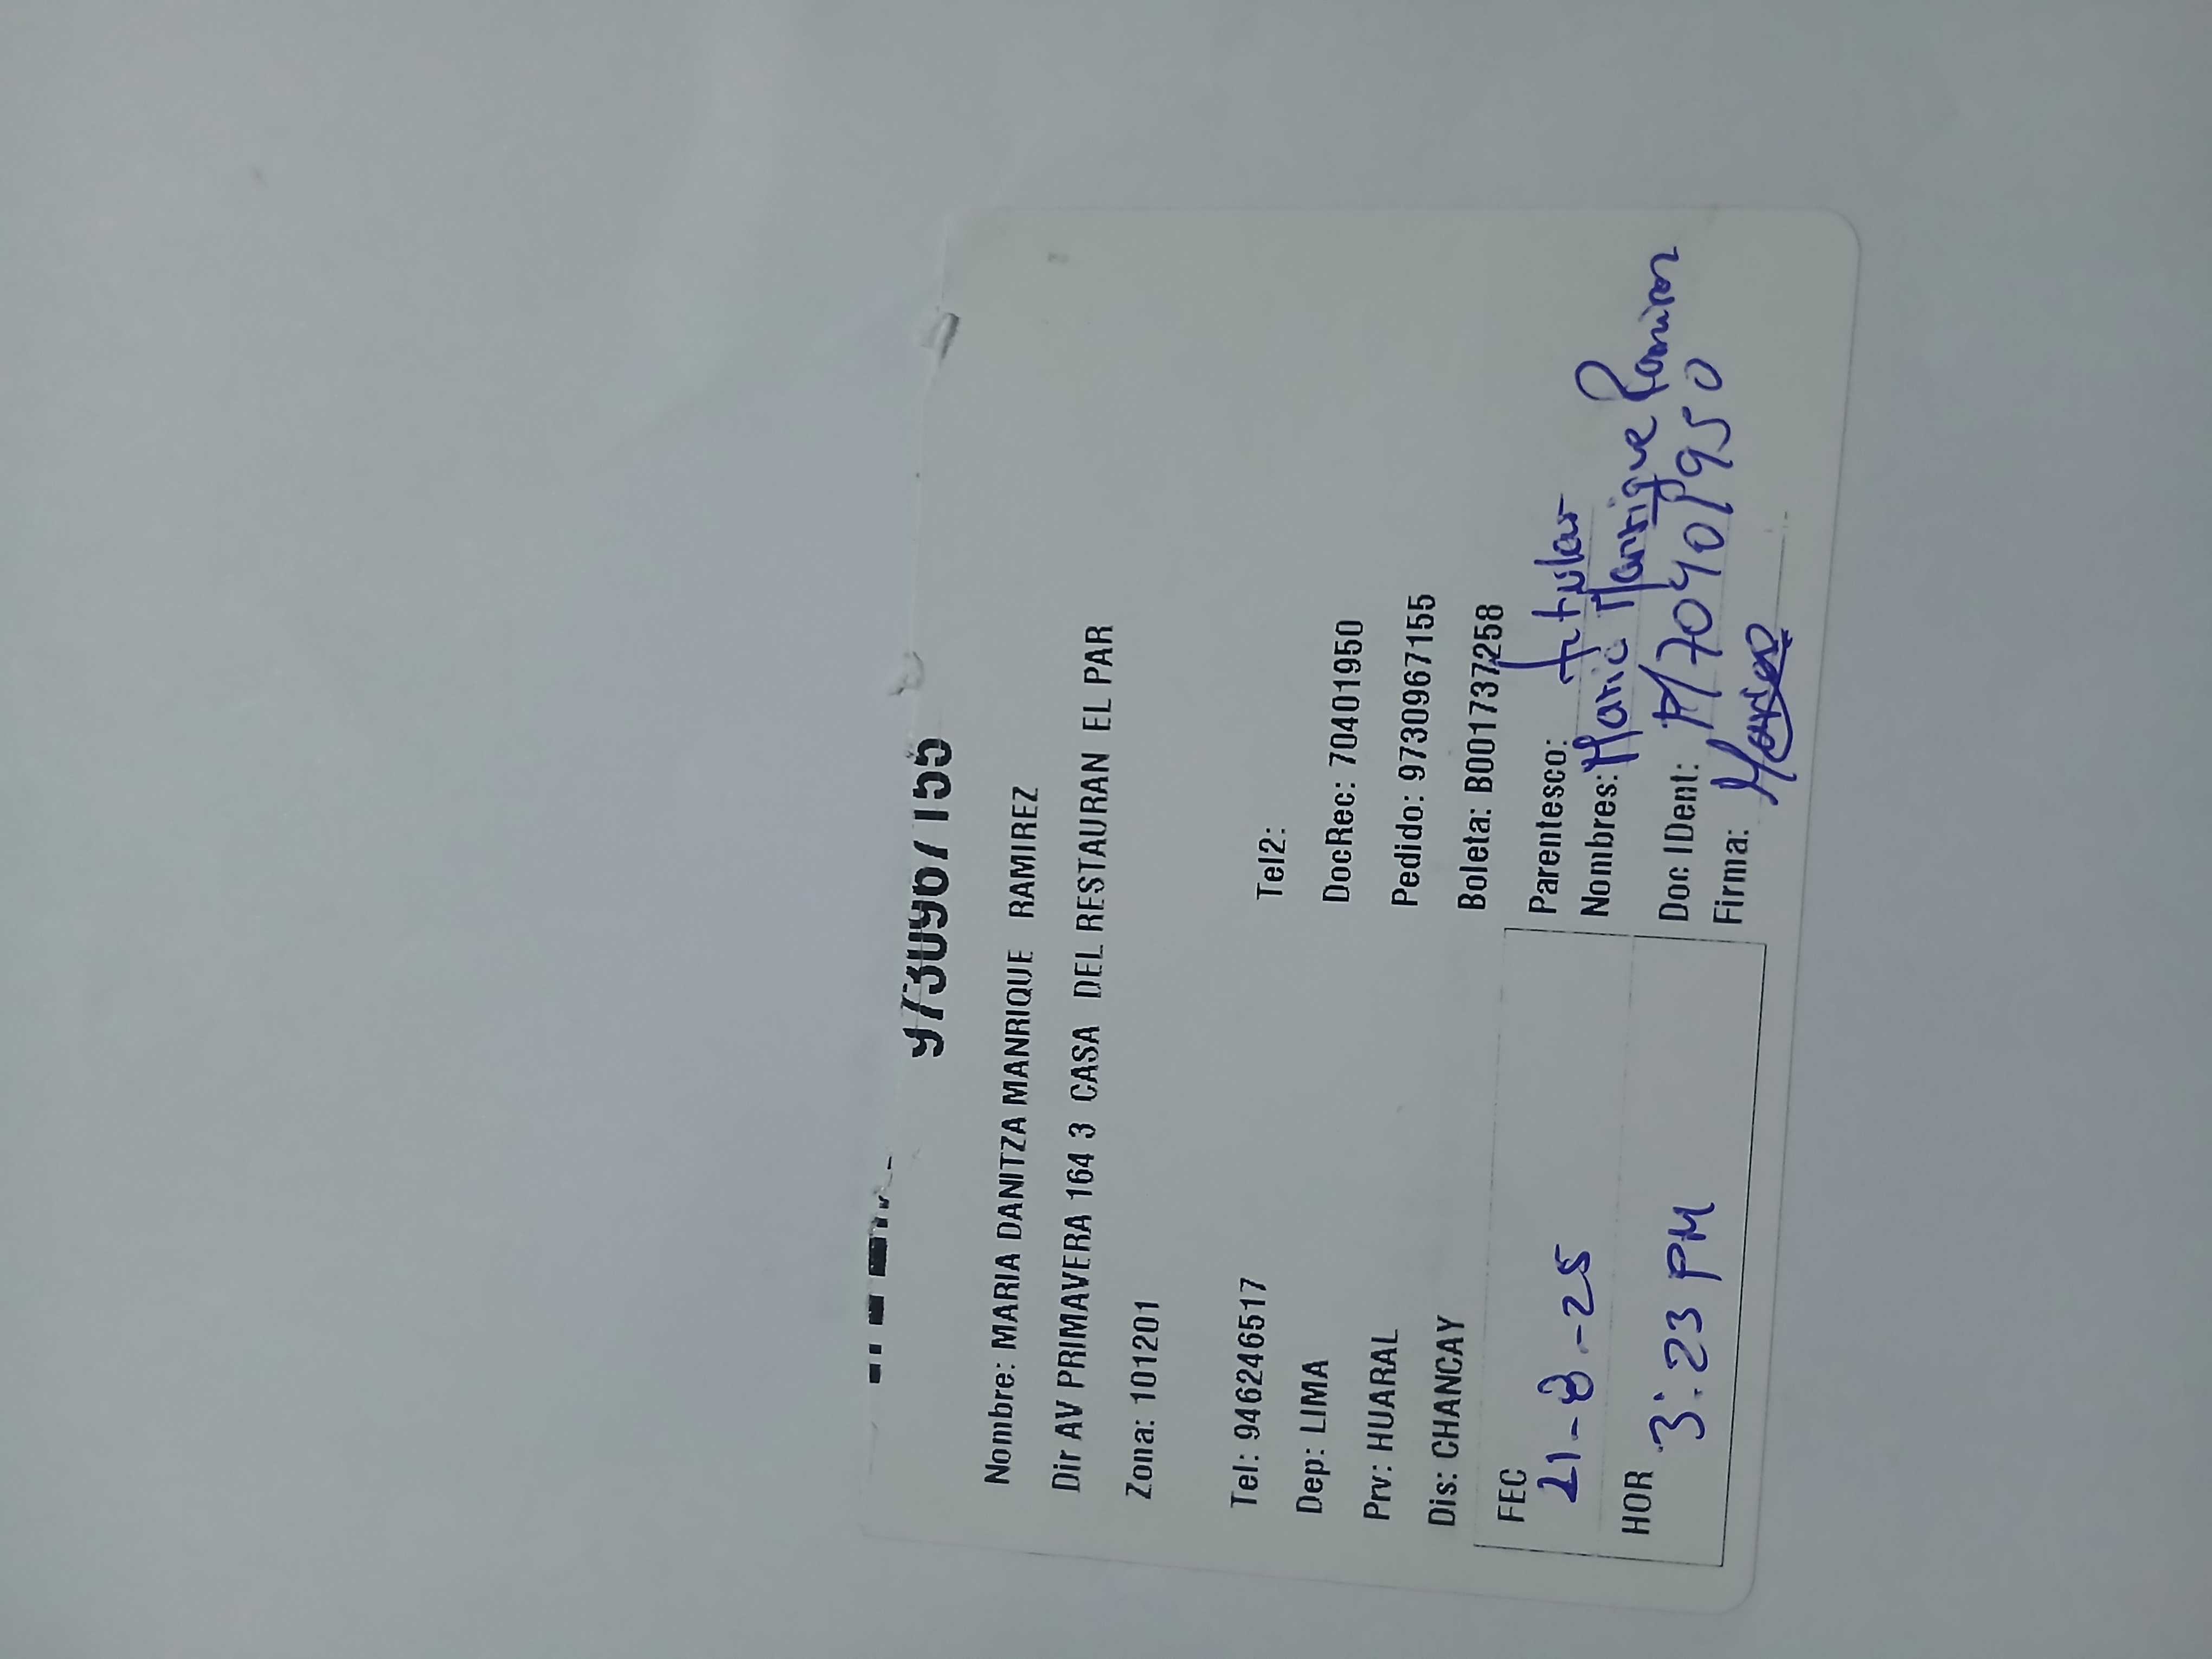 9730967155
Nombre: MARIA DANITZA MANRIQUE RAMIREZ
Dir AV PRIMAVERA 164 3 CASA DEL RESTAURAN EL PAR
Zona: 101201
Tel: 946246517 Tel2:
Dep: LIMA DocRec: 70401950
Prv: HUARAL Pedido: 9730967155
Dis: CHANCAY Boleta: B001737258
FEC Parentesco: titular
21-8-25 Nombres: Maria Manrique Ramirez
HOR Doc IDent: 70401950
3:23 PM Firma: Maria